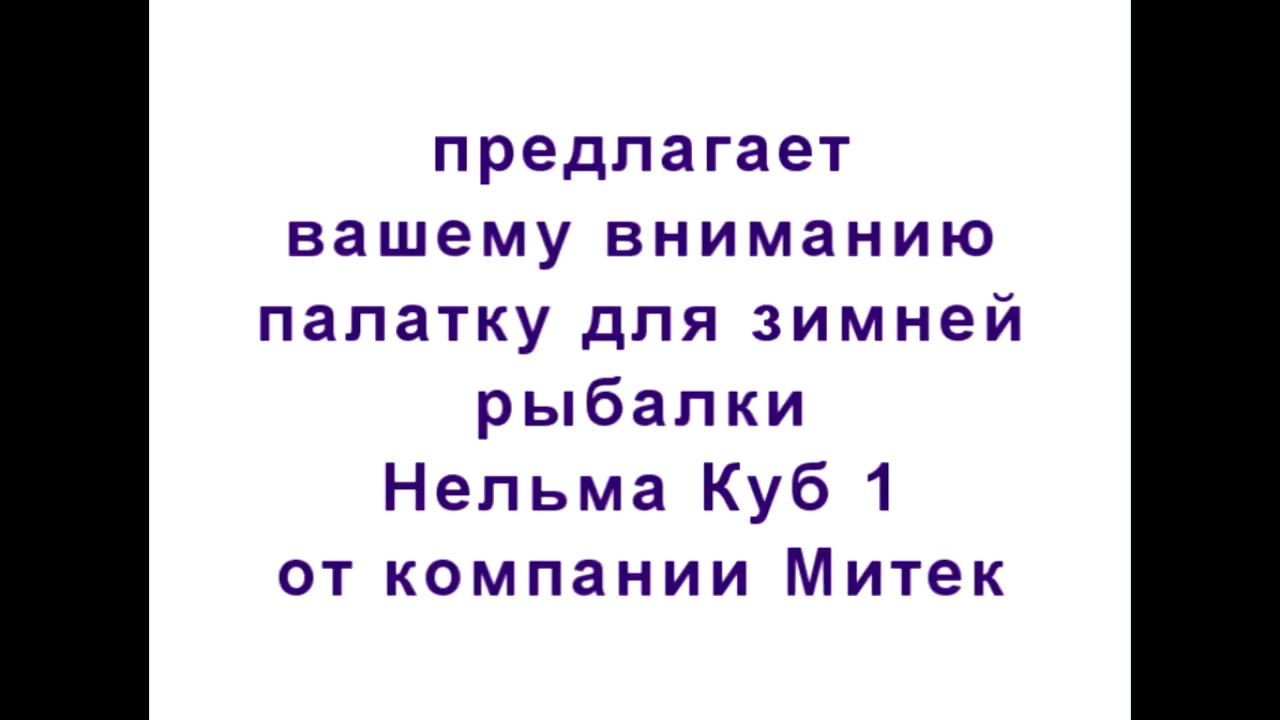 предлагает
вашему вниманию
палатку для зимней
рыбалки
Нельма Куб 1
от компании Митек